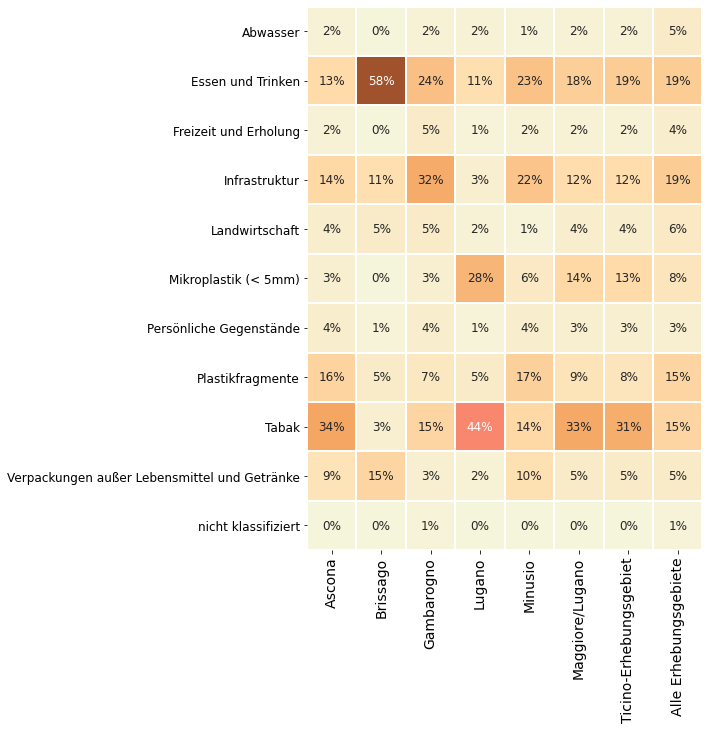 Abwasser 2% 0% 2% 2% 1% 2% 2% 5%
Essen und Trinken 13% 58% 24% 11% 23% 18% 19% 19%
Freizeit und Erholung 2% 0% 5% 1% 2% 2% 2% 4%
Infrastruktur 14% 11% 32% 3% 22% 12% 12% 19%
Landwirtschaft 4% 5% 5% 2% 1% 4% 4% 6%
Mikroplastik (< 5mm) 3% 0% 3% 28% 6% 14% 13% 8%
Persönliche Gegenstände 4% 1% 4% 1% 4% 3% 3% 3%
Plastikfragmente 16% 5% 7% 5% 17% 9% 8% 15%
Tabak 34% 3% 15% 44% 14% 33% 31% 15%
Verpackungen außer Lebensmittel und Getränke 9% 15% 3% 2% 10% 5% 5% 5%
nicht klassifiziert 0% 0% 1% 0% 0% 0% 0% 1%
Ascona
Brissago
Gambarogno
Lugano
Minusio
Maggiore/Lugano
Ticino-Erhebungsgebiet
Alle Erhebungsgebiete